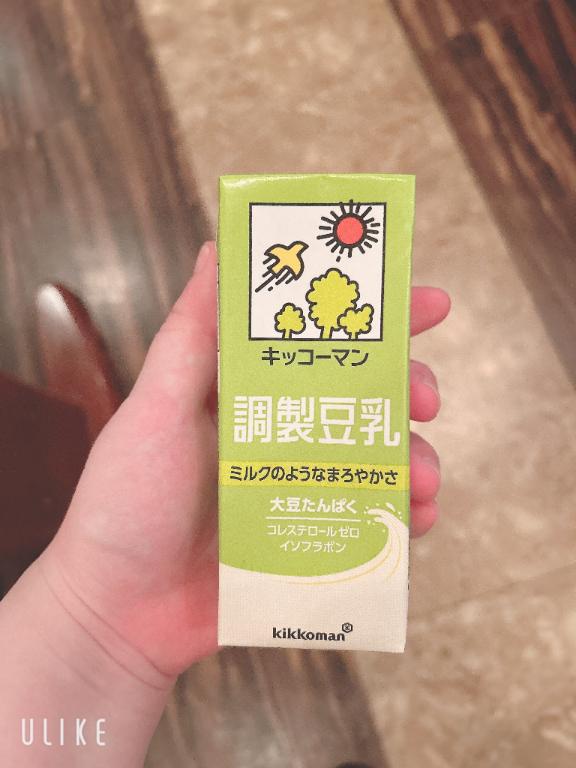 キッコーマン
調製豆乳
ミルクのようなまろやかさ
大豆たんぱく
コレステロールゼロ
イソフラボン
kikkoman
ULIKE